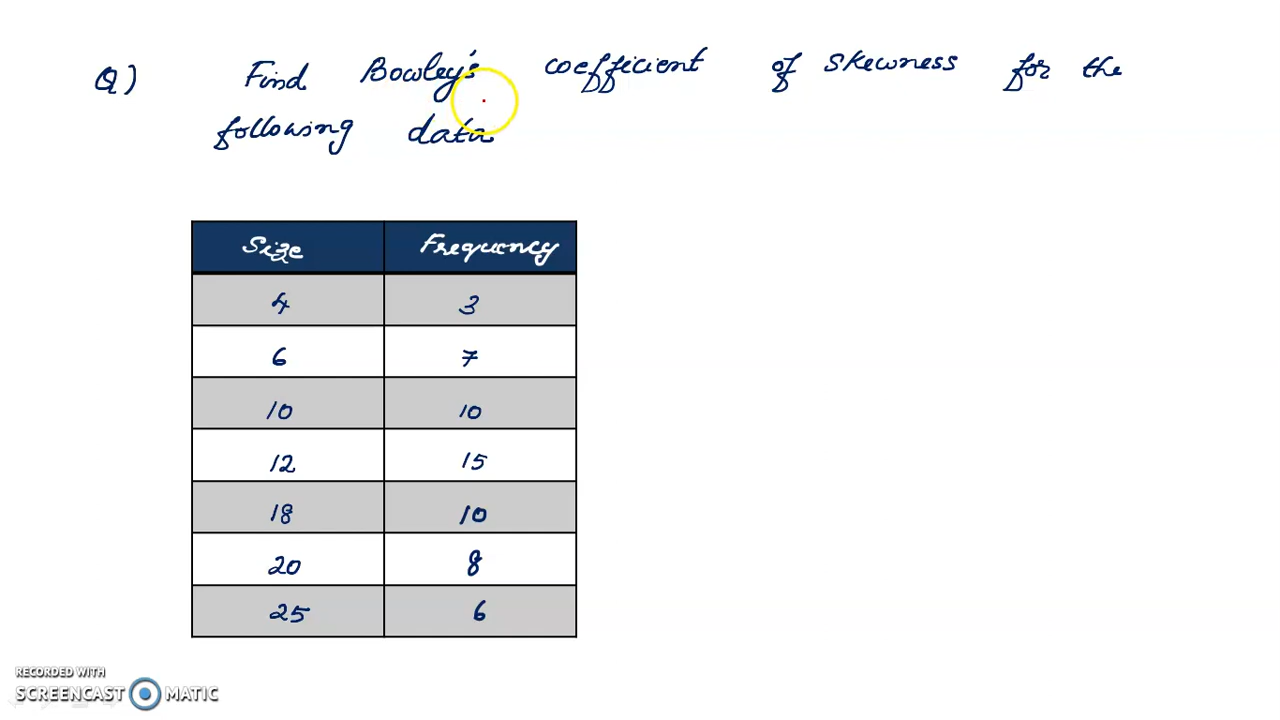 Q) Find Bowley's coefficient of skewness for the
following data
Size Frequency
4 3
6 7
10 10
12 15
18 10
20 8
25 6
RECORDED WITH
SCREENCAST MATIC